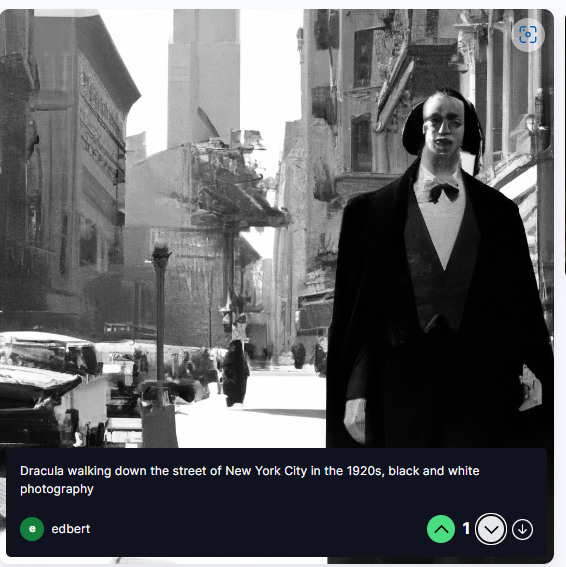 Dracula walking down the street of New York City in the 1920s, black and white
photography
e edbert 1